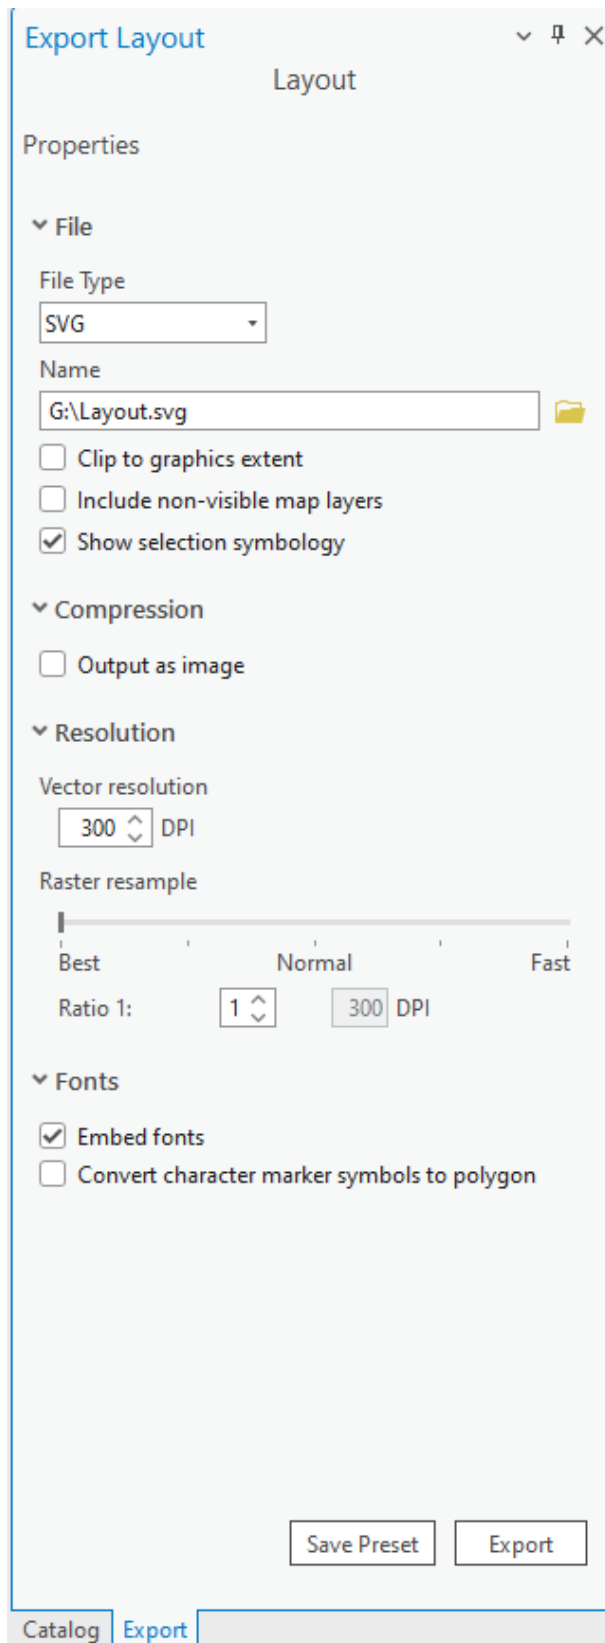 Export Layout
Layout
Properties
File
File Type
SVG
Name
G:\Layout.svg
Clip to graphics extent
Include non-visible map layers
Show selection symbology
Compression
Output as image
Resolution
Vector resolution
300 DPI
Raster resample
Best Normal Fast
Ratio 1: 1 300 DPI
Fonts
Embed fonts
Convert character marker symbols to polygon
Save Preset Export
Catalog Export